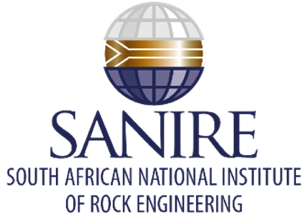 SANIRE
SOUTH AFRICAN NATIONAL INSTITUTE
OF ROCK ENGINEERING